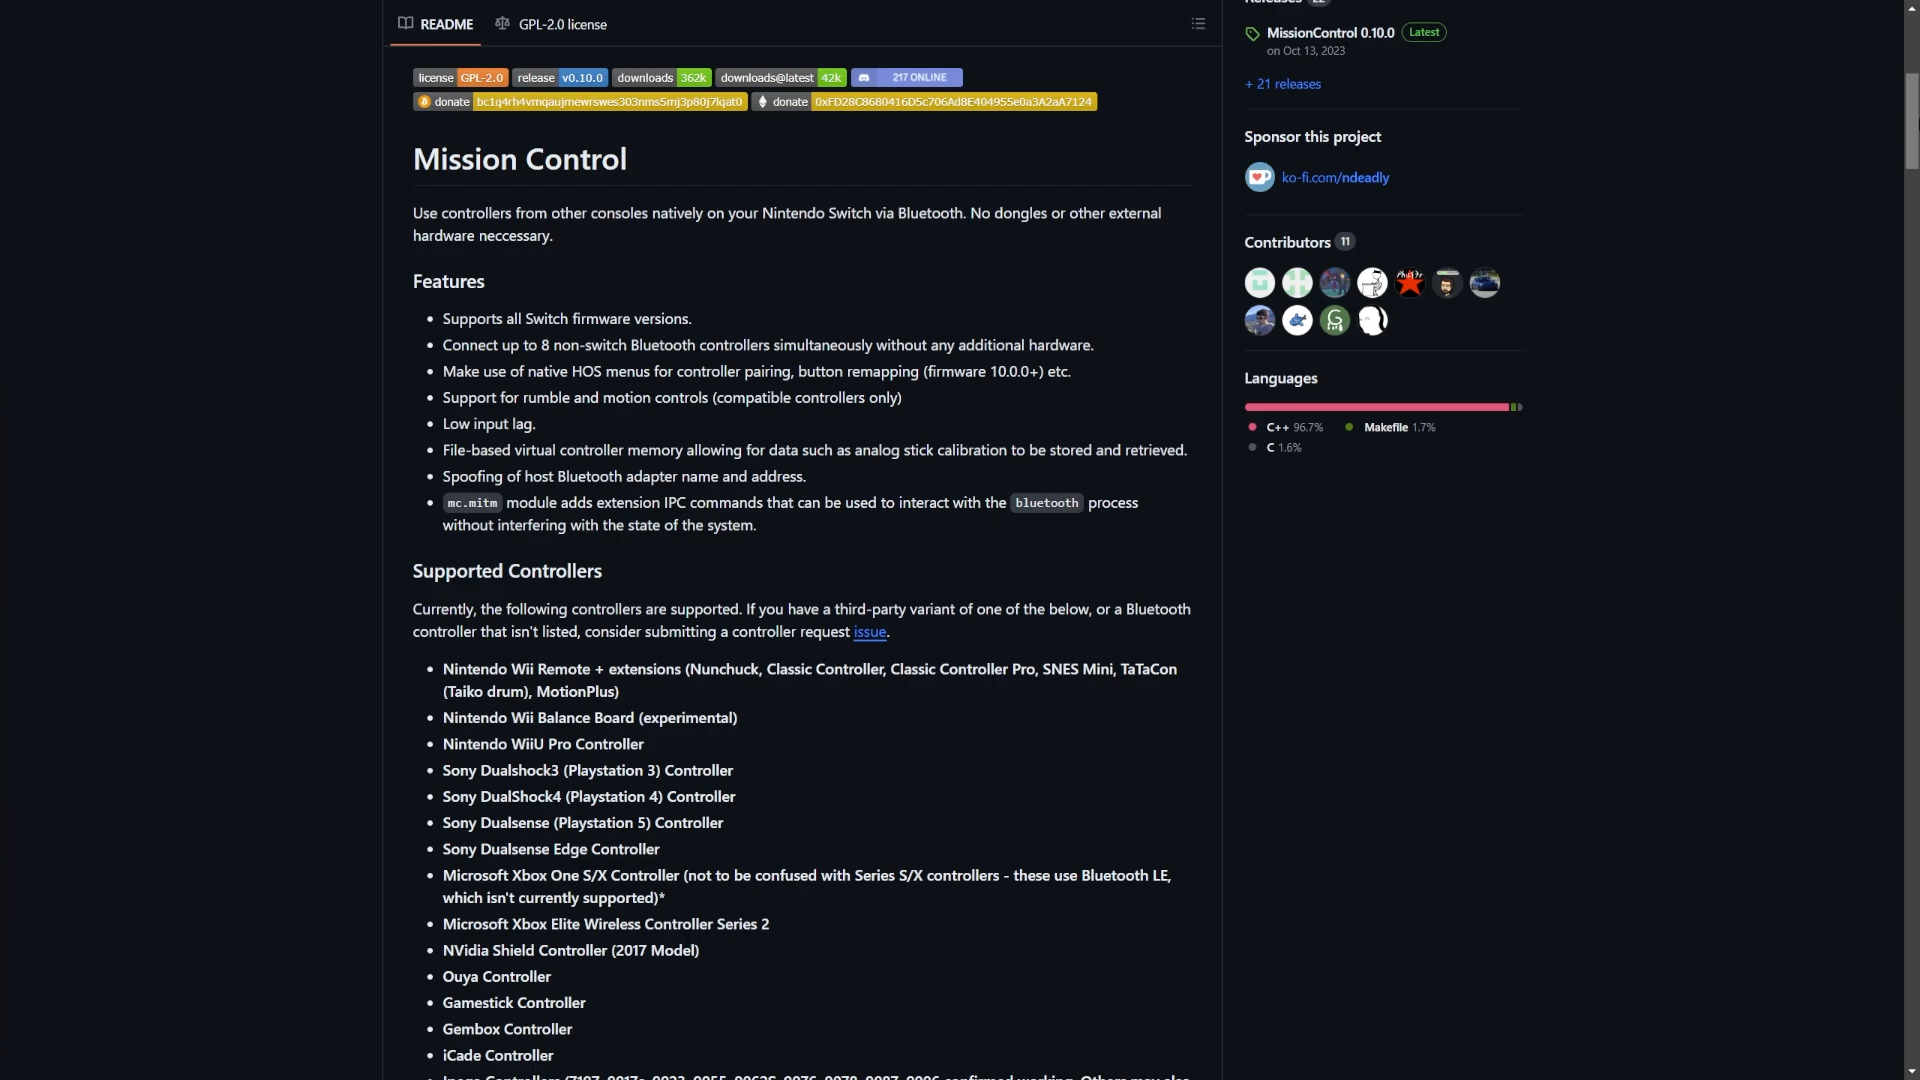 README
GPL-2.0 license
license GPL-2.0
release v0.10.0
downloads 362k
downloads@latest 42k
217 ONLINE
donate bc1q4rh4vmqaujmewrswes303nms5mj3p80j7lqat0
donate 0xFD28C8680416D5c706Ad8E404955e0a3A2aA7124
Mission Control
Use controllers from other consoles natively on your Nintendo Switch via Bluetooth. No dongles or other external
hardware neccessary.
Features
• Supports all Switch firmware versions.
• Connect up to 8 non-switch Bluetooth controllers simultaneously without any additional hardware.
• Make use of native HOS menus for controller pairing, button remapping (firmware 10.0.0+) etc.
• Support for rumble and motion controls (compatible controllers only)
• Low input lag.
• File-based virtual controller memory allowing for data such as analog stick calibration to be stored and retrieved.
• Spoofing of host Bluetooth adapter name and address.
• mc.mitm module adds extension IPC commands that can be used to interact with the bluetooth process
without interfering with the state of the system.
Supported Controllers
Currently, the following controllers are supported. If you have a third-party variant of one of the below, or a Bluetooth
controller that isn't listed, consider submitting a controller request issue.
• Nintendo Wii Remote + extensions (Nunchuck, Classic Controller, Classic Controller Pro, SNES Mini, TaTaCon
(Taiko drum), MotionPlus)
• Nintendo Wii Balance Board (experimental)
• Nintendo WiiU Pro Controller
• Sony Dualshock3 (Playstation 3) Controller
• Sony DualShock4 (Playstation 4) Controller
• Sony Dualsense (Playstation 5) Controller
• Sony Dualsense Edge Controller
• Microsoft Xbox One S/X Controller (not to be confused with Series S/X controllers - these use Bluetooth LE,
which isn't currently supported)*
• Microsoft Xbox Elite Wireless Controller Series 2
• NVidia Shield Controller (2017 Model)
• Ouya Controller
• Gamestick Controller
• Gembox Controller
• iCade Controller
Releases 22
MissionControl 0.10.0 Latest
on Oct 13, 2023
+ 21 releases
Sponsor this project
ko-fi.com/ndeadly
Contributors 11
Languages
C++ 96.7%
Makefile 1.7%
C 1.6%